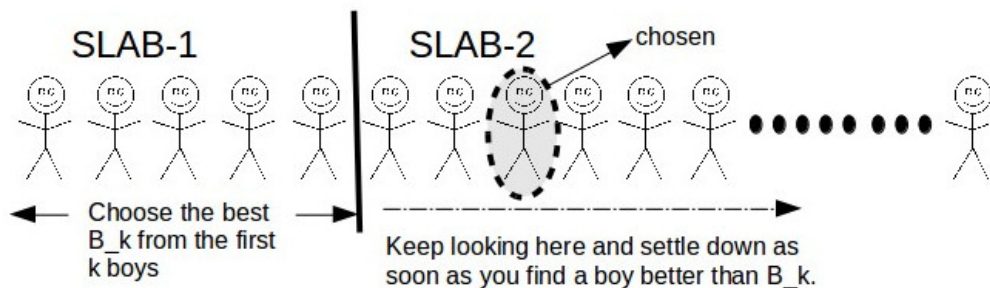 SLAB-1
SLAB-2
chosen
Choose the best
B_k from the first
k boys
Keep looking here and settle down as
soon as you find a boy better than B_k.